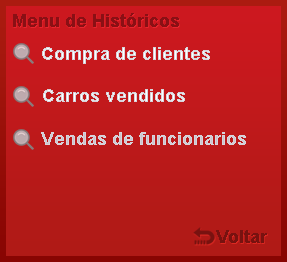 Menu de Históricos
Compra de clientes
Carros vendidos
Vendas de funcionarios
Voltar